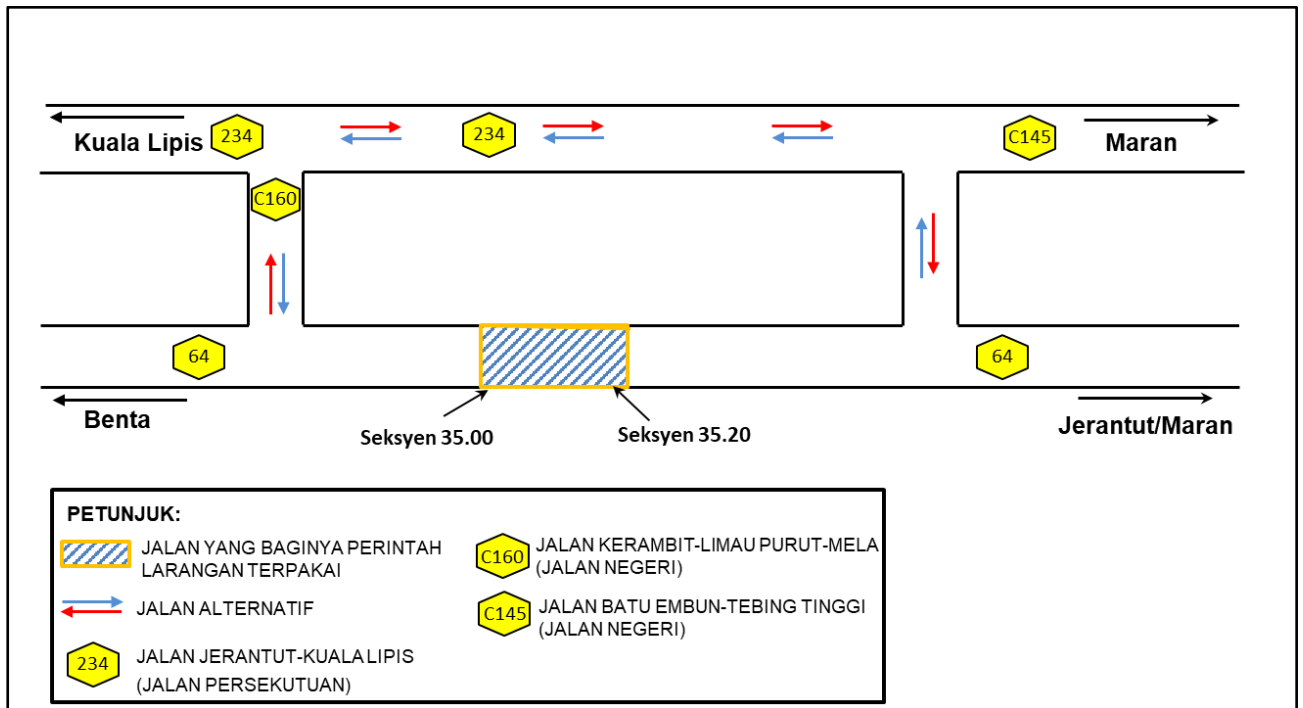 Kuala Lipis
234
234
C145
Maran
C160
64
64
Benta
Seksyen 35.00
Seksyen 35.20
Jerantut/Maran
PETUNJUK:
JALAN YANG BAGINYA PERINTAH
LARANGAN TERPAKAI
JALAN ALTERNATIF
234
JALAN JERANTUT-KUALA LIPIS
(JALAN PERSEKUTUAN)
C160
JALAN KERAMBIT-LIMAU PURUT-MELA
(JALAN NEGERI)
C145
JALAN BATU EMBUN-TEBING TINGGI
(JALAN NEGERI)